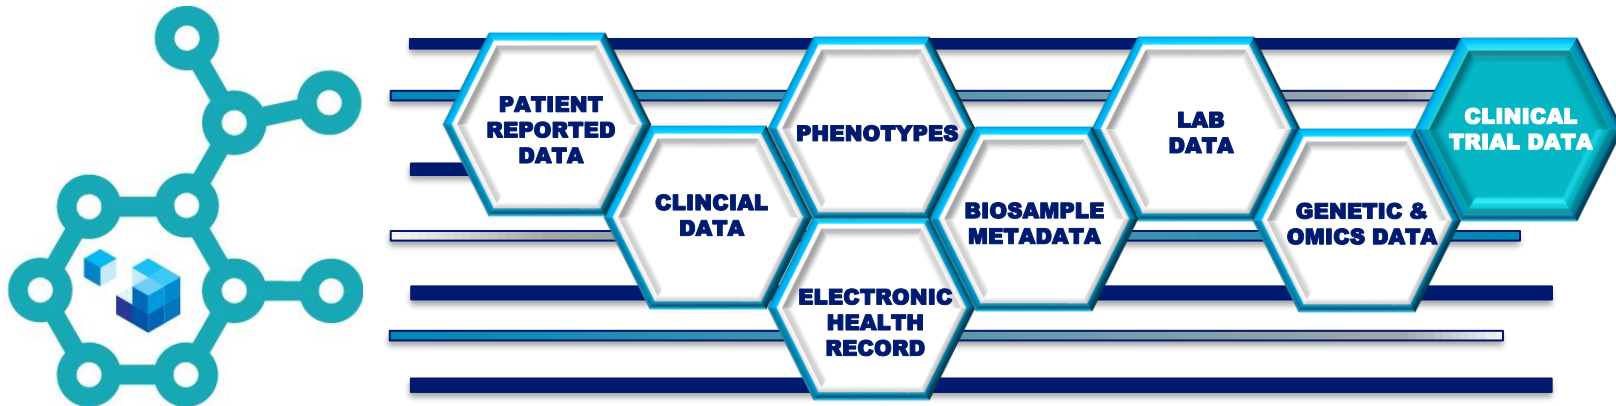 PATIENT
REPORTED
DATA
CLINCIAL
DATA
PHENOTYPES
ELECTRONIC
HEALTH
RECORD
BIOSAMPLE
METADATA
LAB
DATA
GENETIC &
OMICS DATA
CLINICAL
TRIAL DATA